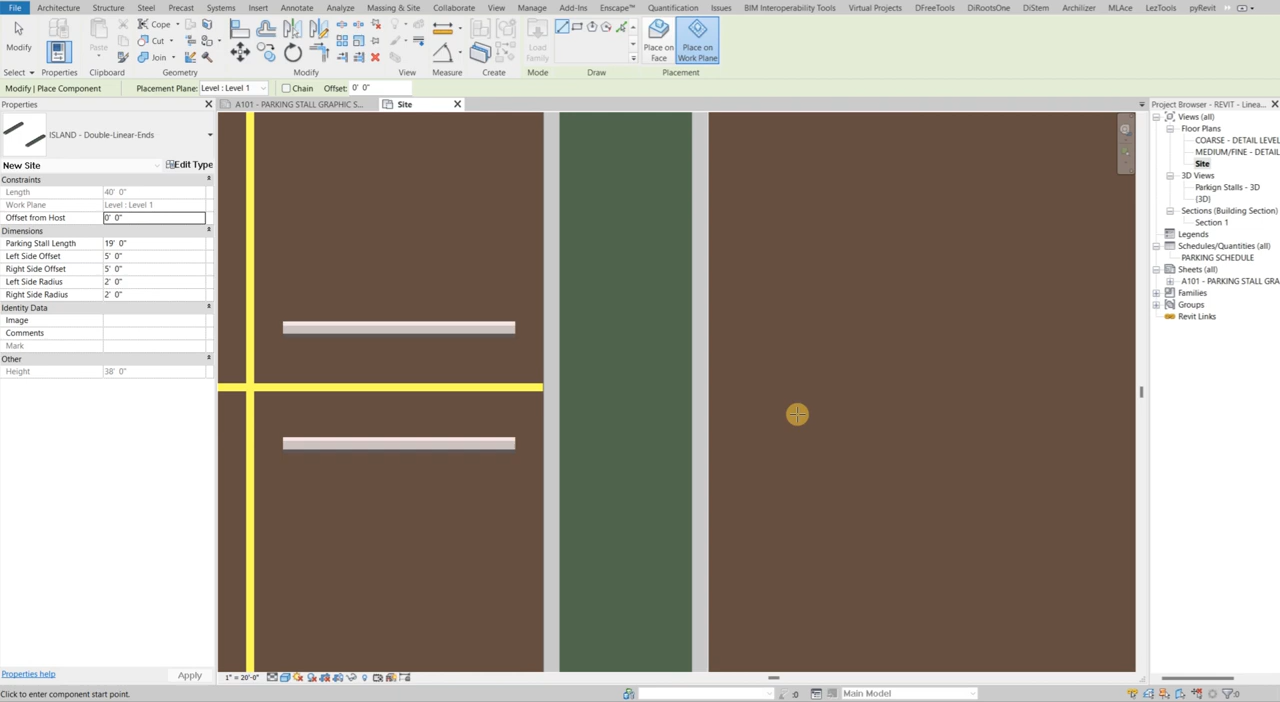 File Architecture Structure Steel Precast Systems Insert Annotate Analyze Massing & Site Collaborate View Manage Add-Ins Enscape™ Quantification Issues BIM Interoperability Tools Virtual Projects DFreeTools DiRootsOne DiStem Archilizer MLAce LezTools pyRevit
Modify
Paste
Cope
Cut
Join
Load
Family
Place on
Face
Place on
Work Plane
Select Properties Clipboard Geometry Modify View Measure Create Mode Draw Placement
Modify | Place Component Placement Plane: Level : Level 1 Chain Offset: 0' 0"
Properties
A101 - PARKING STALL GRAPHIC S...
Site
Project Browser - REVIT - Linea...
ISLAND - Double-Linear-Ends
New Site
Edit Type
Constraints
Length 40' 0"
Work Plane Level : Level 1
Offset from Host 0' 0"
Dimensions
Parking Stall Length 19' 0"
Left Side Offset 5' 0"
Right Side Offset 5' 0"
Left Side Radius 2' 0"
Right Side Radius 2' 0"
Identity Data
Image
Comments
Mark
Other
Height 38' 0"
Views (all)
Floor Plans
COARSE - DETAIL LEVEL
MEDIUM/FINE - DETAIL
Site
3D Views
Parkign Stalls - 3D
{3D}
Sections (Building Section)
Section 1
Legends
Schedules/Quantities (all)
PARKING SCHEDULE
Sheets (all)
A101 - PARKING STALL GRA
Families
Groups
Revit Links
Properties help
Apply
1" = 20'-0"
Click to enter component start point.
:0
Main Model
:0